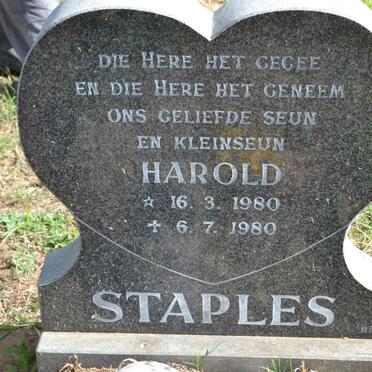 DIE HERE HET GEGEE
EN DIE HERE HET GENEEM
ONS GELIEFDE SEUN
EN KLEINSEUN
HAROLD
☆ 16. 3. 1980
✝ 6. 7. 1980
STAPLES